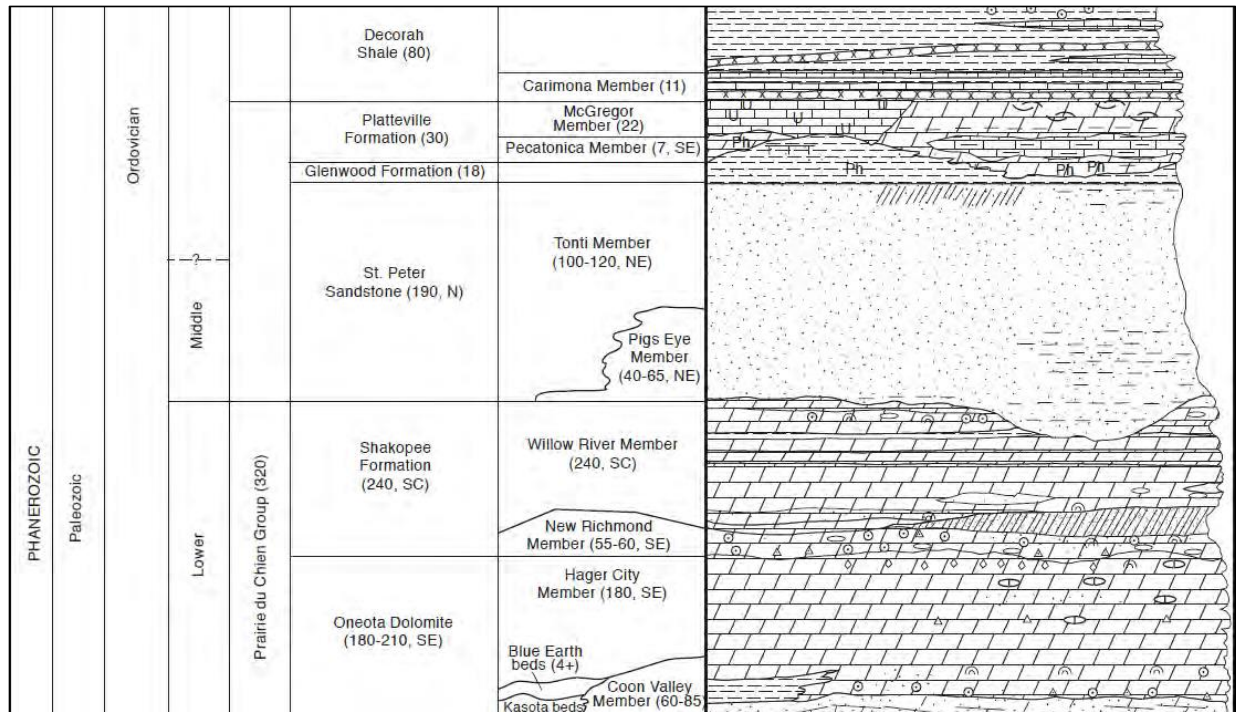 PHANEROZOIC
Paleozoic
Ordovician
?
Middle
Lower
Prairie du Chien Group (320)
Decorah
Shale (80)
Platteville
Formation (30)
Glenwood Formation (18)
St. Peter
Sandstone (190, N)
Shakopee
Formation
(240, SC)
Oneota Dolomite
(180-210, SE)
Carimona Member (11)
McGregor
Member (22)
Pecatonica Member (7, SE)
Tonti Member
(100-120, NE)
Pigs Eye
Member
(40-65, NE)
Willow River Member
(240, SC)
New Richmond
Member (55-60, SE)
Hager City
Member (180, SE)
Blue Earth
beds (4+)
Coon Valley
Member (60-85)
Kasota beds
U
U
U
U
U
Ph
Ph
Ph
Ph